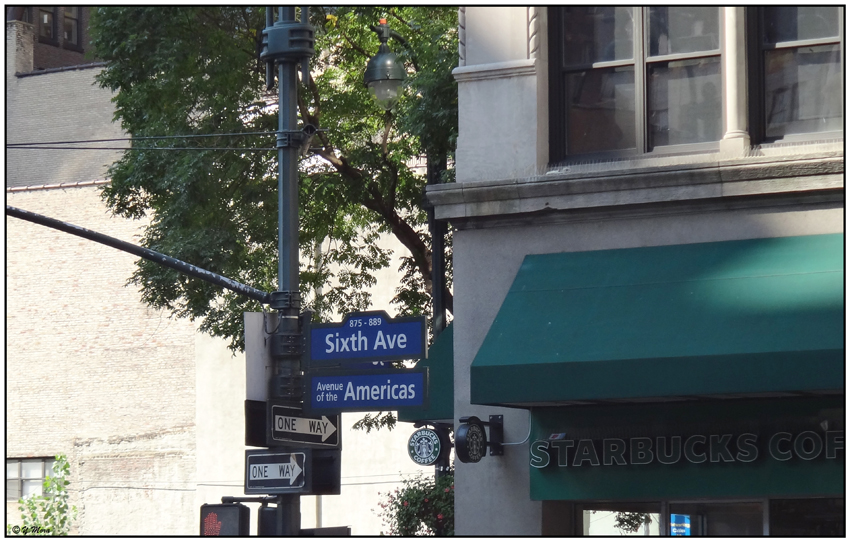 875 - 889
Sixth Ave
Avenue
of the
Americas
ONE WAY
ONE WAY
STARBUCKS
COFFEE
STARBUCKS COF
© Y. Mora